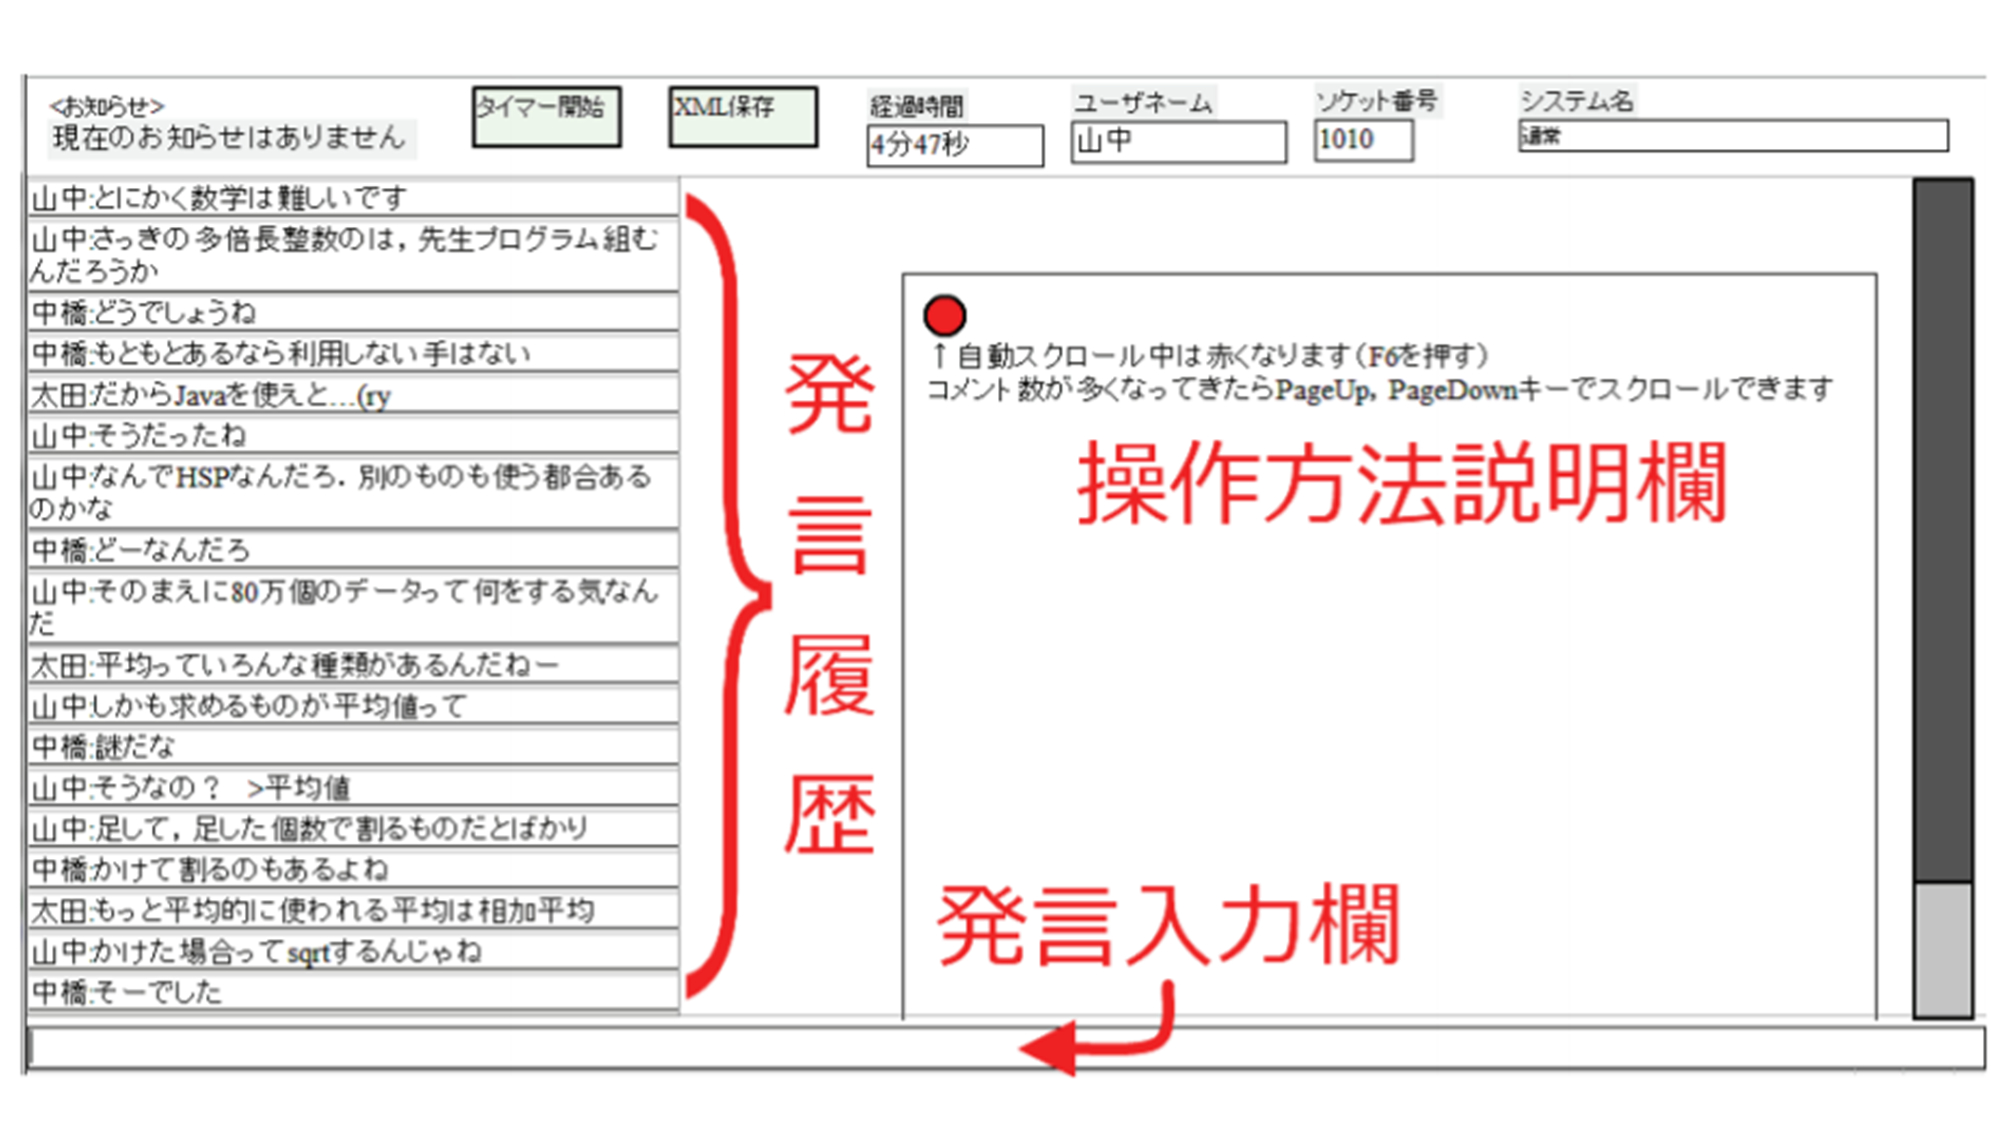 <お知らせ>
現在のお知らせはありません
タイマー開始
XML保存
経過時間
4分47秒
ユーザネーム
山中
ソケット番号
1010
システム名
通常
山中:とにかく数学は難しいです
山中:さっきの多倍長整数のは，先生プログラム組む
んだろうか
中橋:どうでしょうね
中橋:もともとあるなら利用しない手はない
太田:だからJavaを使えと…(ry
山中:そうだったね
山中:なんでHSPなんだろ．別のものも使う都合ある
のかな
中橋:どーなんだろ
山中:そのまえに80万個のデータって何をする気なん
だ
太田:平均っていろんな種類があるんだねー
山中:しかも求めるものが平均値って
中橋:謎だな
山中:そうなの？　>平均値
山中:足して，足した個数で割るものだとばかり
中橋:かけて割るのもあるよね
太田:もっと平均的に使われる平均は相加平均
山中:かけた場合ってsqrtするんじゃね
中橋:そーでした
発言履歴
↑自動スクロール中は赤くなります（F6を押す）
コメント数が多くなってきたらPageUp，PageDownキーでスクロールできます
操作方法説明欄
発言入力欄